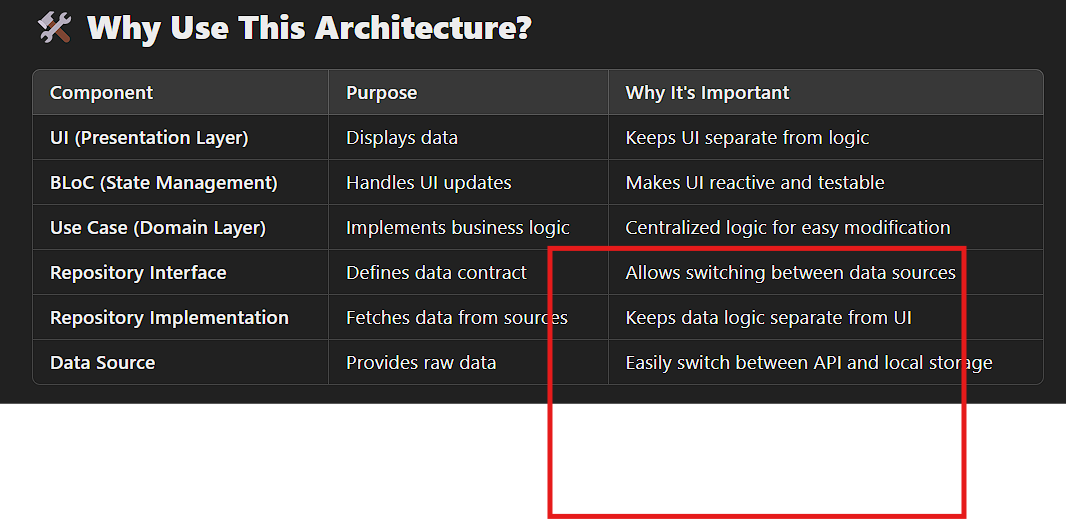 🛠️ Why Use This Architecture?
Component Purpose Why It's Important
UI (Presentation Layer) Displays data Keeps UI separate from logic
BLoC (State Management) Handles UI updates Makes UI reactive and testable
Use Case (Domain Layer) Implements business logic Centralized logic for easy modification
Repository Interface Defines data contract Allows switching between data sources
Repository Implementation Fetches data from sources Keeps data logic separate from UI
Data Source Provides raw data Easily switch between API and local storage